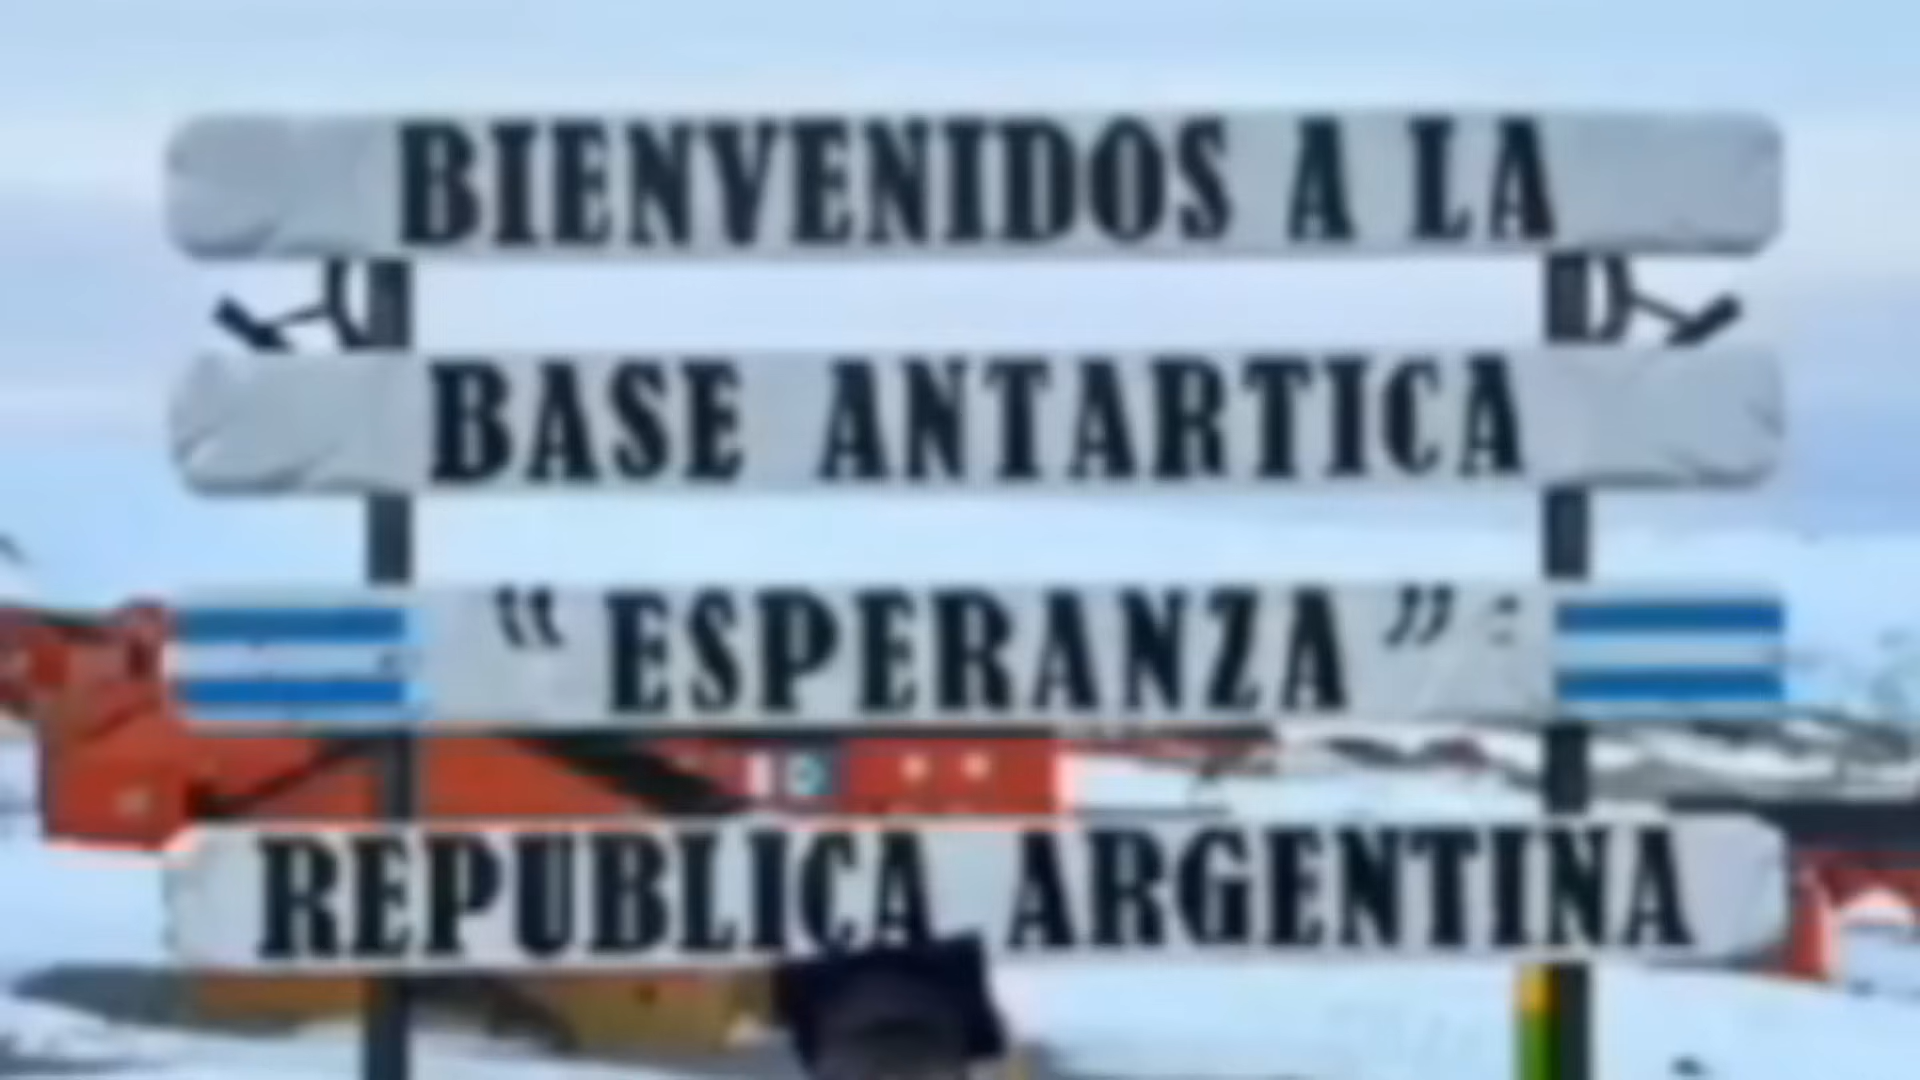 BIENVENIDOS A LA
BASE ANTARTICA
“ESPERANZA”
REPUBLICA ARGENTINA